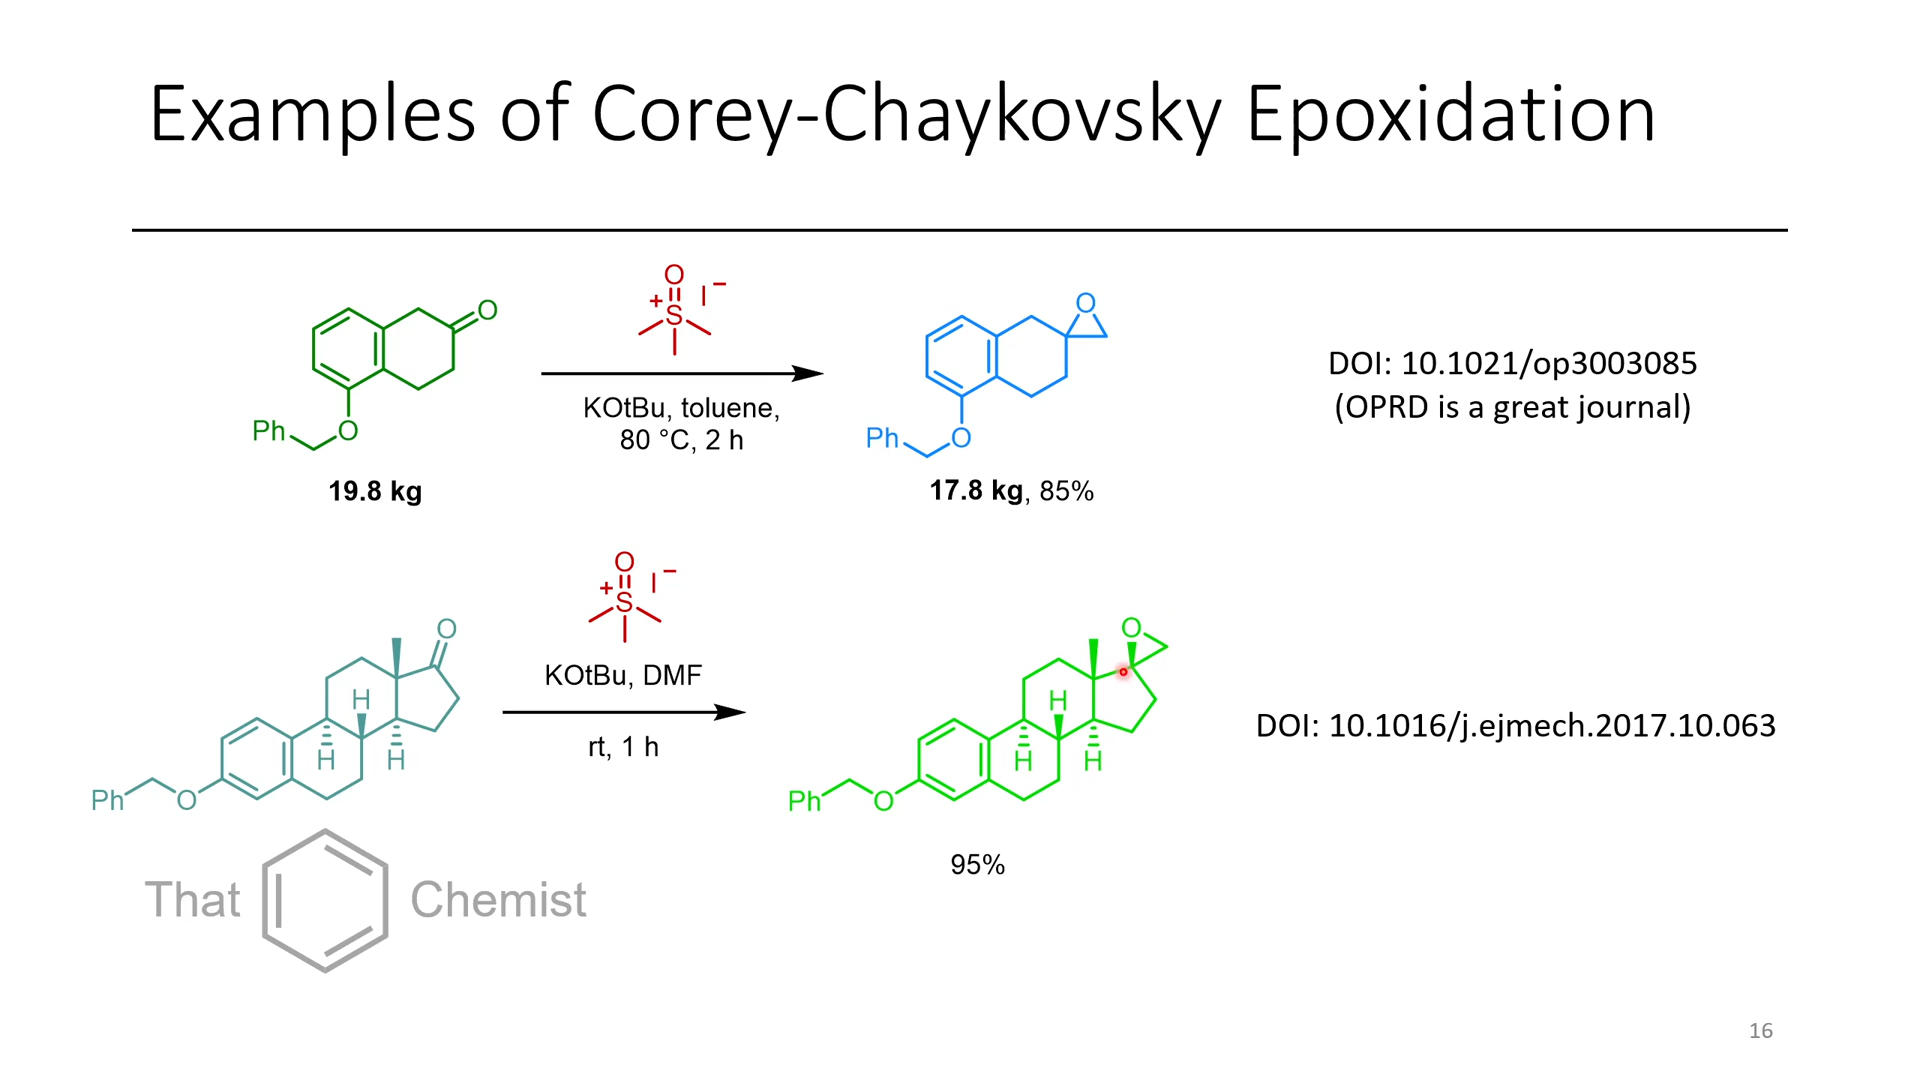 Examples of Corey-Chaykovsky Epoxidation
O
+ S I −
O
Ph O
KOtBu, toluene,
80 °C, 2 h
O
Ph O
DOI: 10.1021/op3003085
(OPRD is a great journal)
19.8 kg
17.8 kg, 85%
O
+ S I −
O
H
H H
Ph O
KOtBu, DMF
rt, 1 h
O
H
H H
Ph O
DOI: 10.1016/j.ejmech.2017.10.063
95%
That Chemist
16